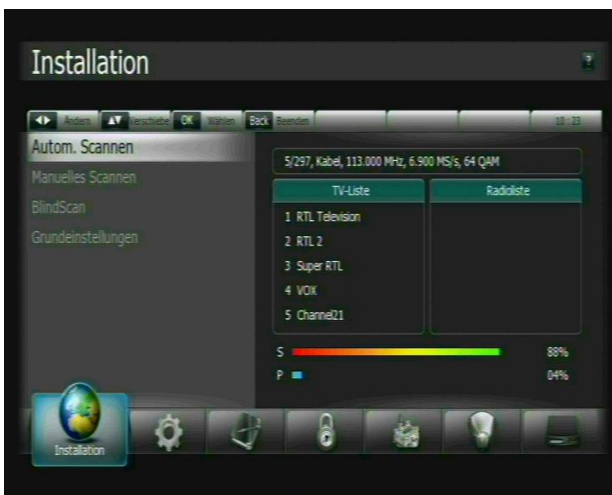 Installation
?
Ändern Verschiebe OK Wählen Back Beenden 18:23
Autom. Scannen
Manuelles Scannen
BlindScan
Grundeinstellungen
5/297, Kabel, 113.000 MHz, 6.900 MS/s, 64 QAM
TV-Liste Radioliste
1 RTL Television
2 RTL 2
3 Super RTL
4 VOX
5 Channel21
S 88%
P 04%
Installation